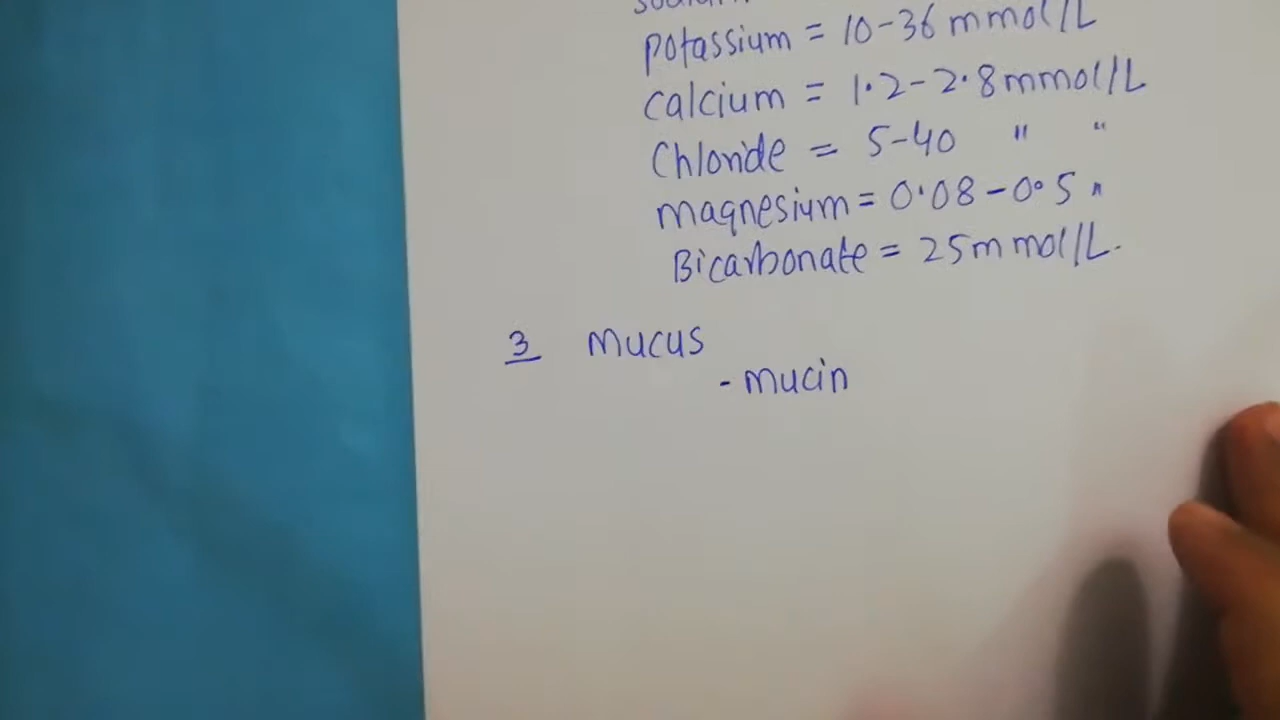 potassium = 10-36 mmol/L
calcium = 1.2-2.8 mmol/L
Chloride = 5-40 " "
magnesium = 0.08-0.5 "
Bicarbonate = 25 mmol/L.
3 Mucus
- mucin